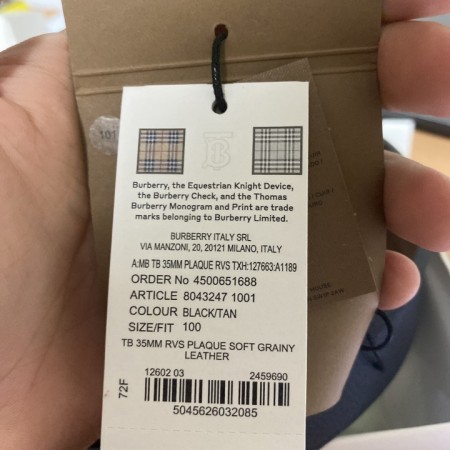 101
Burberry, the Equestrian Knight Device,
the Burberry Check, and the Thomas
Burberry Monogram and Print are trade
marks belonging to Burberry Limited.
BURBERRY ITALY SRL
VIA MANZONI, 20, 20121 MILANO, ITALY
A:MB TB 35MM PLAQUE RVS TXH:127663:A1189
ORDER No 4500651688
ARTICLE 8043247 1001
COLOUR BLACK/TAN
SIZE/FIT 100
TB 35MM RVS PLAQUE SOFT GRAINY
LEATHER
72F
12602 03 2459690
5045626032085